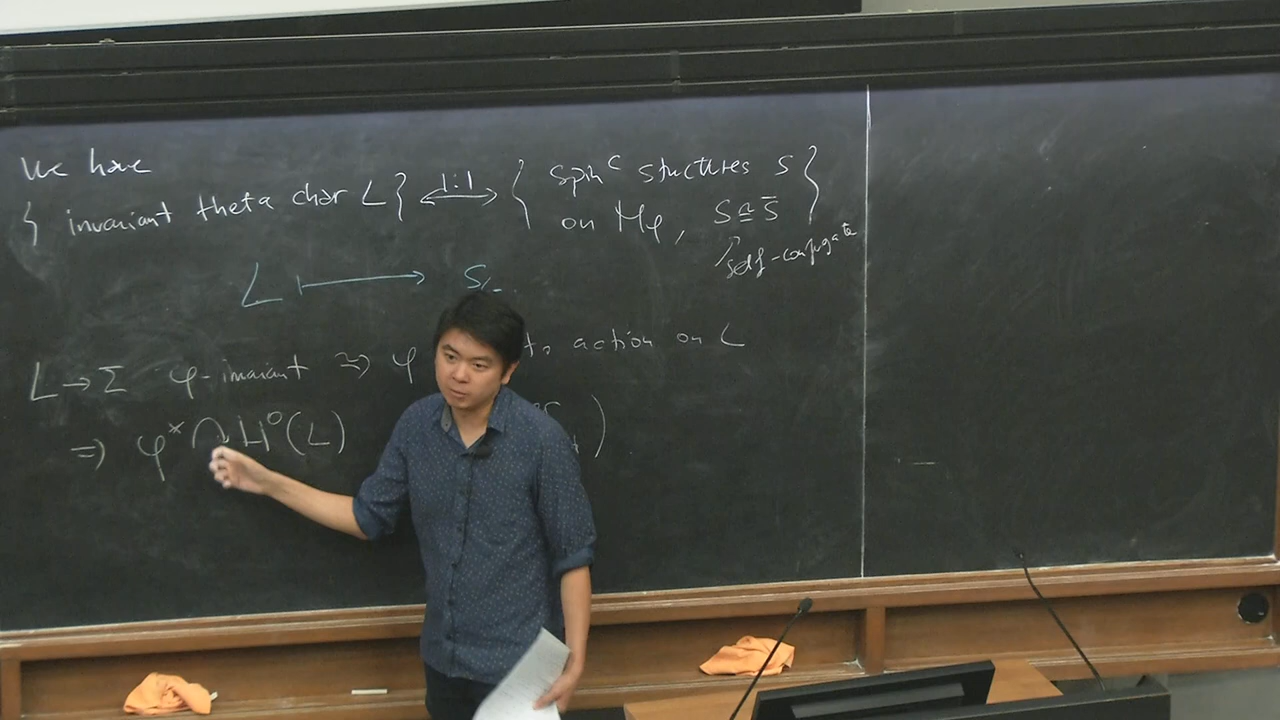 We have
{ invariant theta char L } ⟷ 1:1 { spin^c structures s
on M_φ, s ≅ s̄ }
self-conjugate
L ⟼ s_L
L → Σ φ-invariant ⇒ φ action on L
⇒ φ* ↷ H⁰(L) )